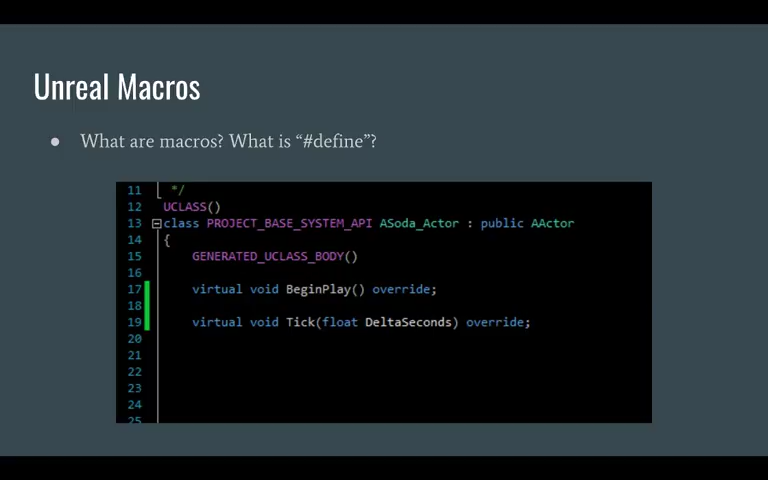 Unreal Macros
● What are macros? What is “#define”?
11 */
12 UCLASS()
13 class PROJECT_BASE_SYSTEM_API ASoda_Actor : public AActor
14 {
15 GENERATED_UCLASS_BODY()
16
17 virtual void BeginPlay() override;
18
19 virtual void Tick(float DeltaSeconds) override;
20
21
22
23
24
25